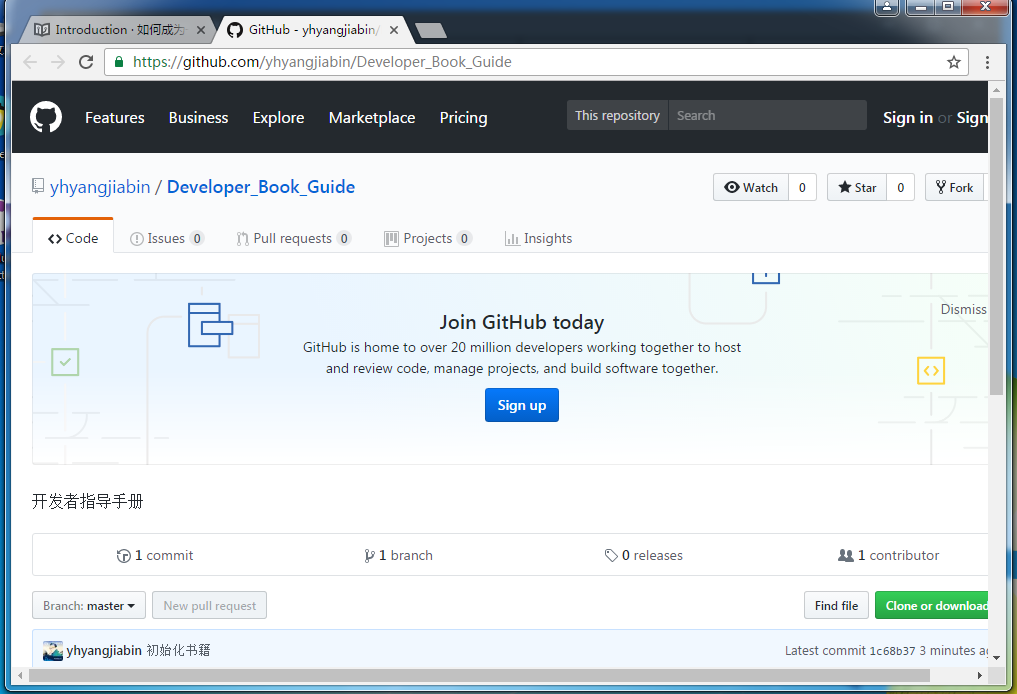 Introduction · 如何成为
GitHub - yhyangjiabin/
https://github.com/yhyangjiabin/Developer_Book_Guide
Features Business Explore Marketplace Pricing This repository Search Sign in or Sign
yhyangjiabin / Developer_Book_Guide
Watch 0 Star 0 Fork
Code Issues 0 Pull requests 0 Projects 0 Insights
Dismiss
Join GitHub today
GitHub is home to over 20 million developers working together to host
and review code, manage projects, and build software together.
Sign up
开发者指导手册
1 commit 1 branch 0 releases 1 contributor
Branch: master New pull request Find file Clone or download
yhyangjiabin 初始化书籍 Latest commit 1c68b37 3 minutes ag